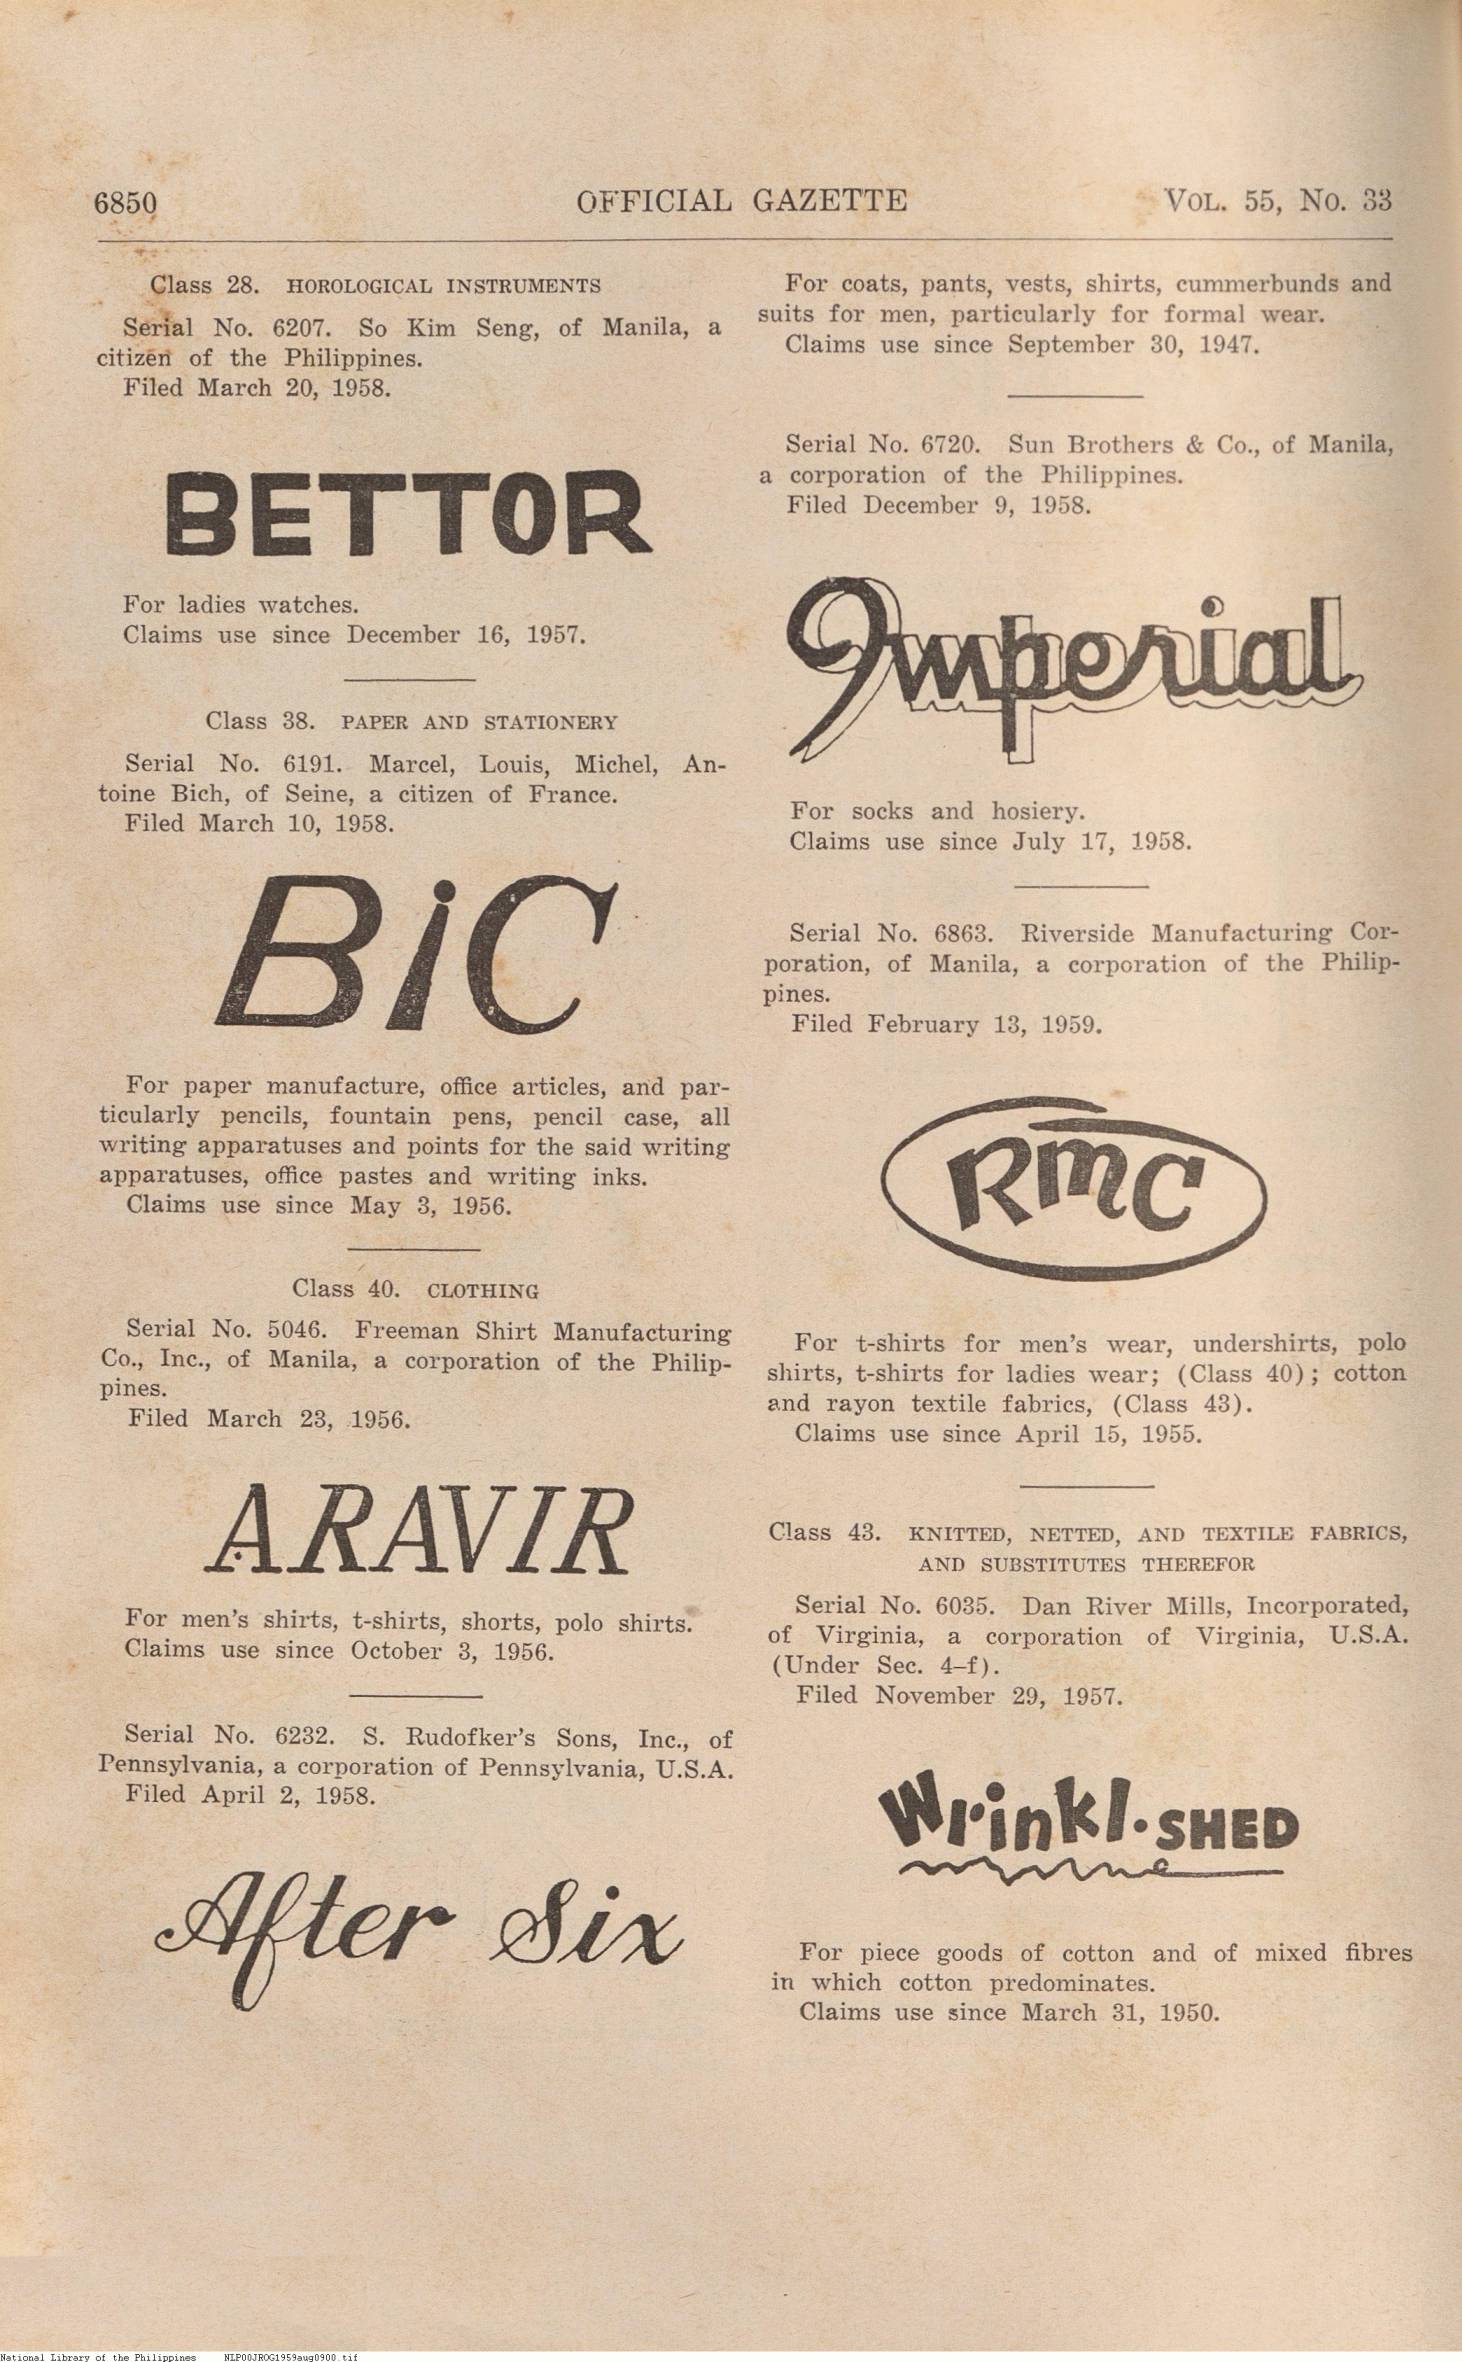 6850 OFFICIAL GAZETTE VOL. 55, No. 33
Class 28. HOROLOGICAL INSTRUMENTS
Serial No. 6207. So Kim Seng, of Manila, a
citizen of the Philippines.
Filed March 20, 1958.
BETTOR
For ladies watches.
Claims use since December 16, 1957.
Class 38. PAPER AND STATIONERY
Serial No. 6191. Marcel, Louis, Michel, An-
toine Bich, of Seine, a citizen of France.
Filed March 10, 1958.
BiC
For paper manufacture, office articles, and par-
ticularly pencils, fountain pens, pencil case, all
writing apparatuses and points for the said writing
apparatuses, office pastes and writing inks.
Claims use since May 3, 1956.
Class 40. CLOTHING
Serial No. 5046. Freeman Shirt Manufacturing
Co., Inc., of Manila, a corporation of the Philip-
pines.
Filed March 23, 1956.
ARAVIR
For men's shirts, t-shirts, shorts, polo shirts.
Claims use since October 3, 1956.
Serial No. 6232. S. Rudofker's Sons, Inc., of
Pennsylvania, a corporation of Pennsylvania, U.S.A.
Filed April 2, 1958.
After Six
For coats, pants, vests, shirts, cummerbunds and
suits for men, particularly for formal wear.
Claims use since September 30, 1947.
Serial No. 6720. Sun Brothers & Co., of Manila,
a corporation of the Philippines.
Filed December 9, 1958.
Imperial
For socks and hosiery.
Claims use since July 17, 1958.
Serial No. 6863. Riverside Manufacturing Cor-
poration, of Manila, a corporation of the Philip-
pines.
Filed February 13, 1959.
RMC
For t-shirts for men's wear, undershirts, polo
shirts, t-shirts for ladies wear; (Class 40); cotton
and rayon textile fabrics, (Class 43).
Claims use since April 15, 1955.
Class 43. KNITTED, NETTED, AND TEXTILE FABRICS,
AND SUBSTITUTES THEREFOR
Serial No. 6035. Dan River Mills, Incorporated,
of Virginia, a corporation of Virginia, U.S.A.
(Under Sec. 4–f).
Filed November 29, 1957.
Wrinkl·SHED
For piece goods of cotton and of mixed fibres
in which cotton predominates.
Claims use since March 31, 1950.
National Library of the Philippines NLP00JROG1959aug0900.tif